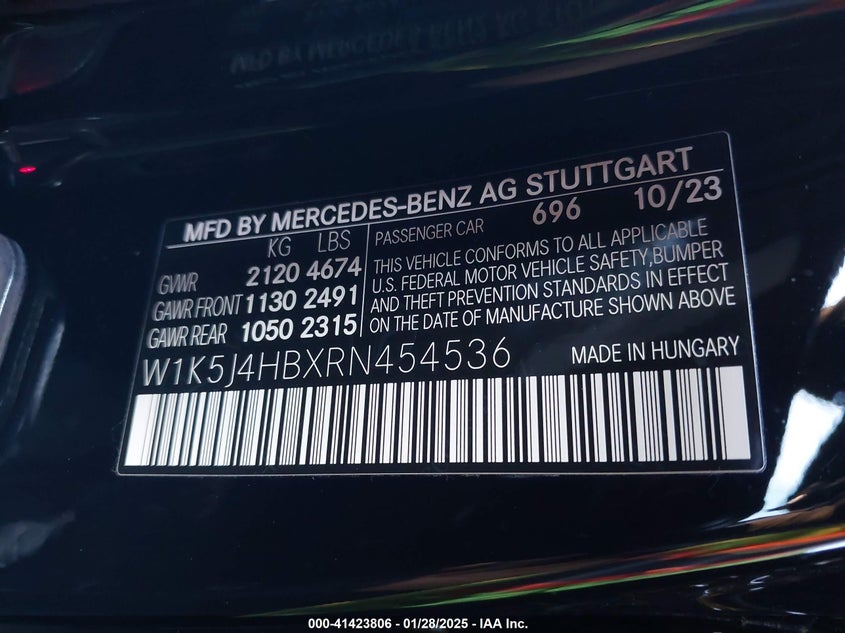 MFD BY MERCEDES-BENZ AG STUTTGART
KG LBS
GVWR 2120 4674
GAWR FRONT 1130 2491
GAWR REAR 1050 2315
PASSENGER CAR 696 10/23
THIS VEHICLE CONFORMS TO ALL APPLICABLE
U.S. FEDERAL MOTOR VEHICLE SAFETY,BUMPER
AND THEFT PREVENTION STANDARDS IN EFFECT
ON THE DATE OF MANUFACTURE SHOWN ABOVE
W1K5J4HBXRN454536 MADE IN HUNGARY
000-41423806 - 01/28/2025 - IAA Inc.